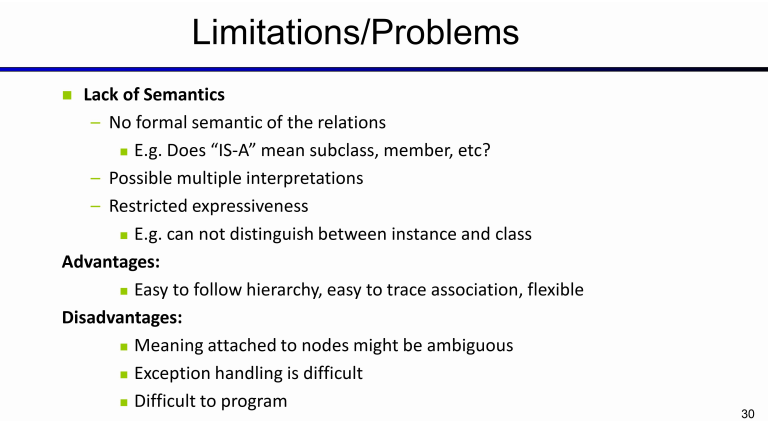 Limitations/Problems
Lack of Semantics
– No formal semantic of the relations
E.g. Does “IS-A” mean subclass, member, etc?
– Possible multiple interpretations
– Restricted expressiveness
E.g. can not distinguish between instance and class
Advantages:
Easy to follow hierarchy, easy to trace association, flexible
Disadvantages:
Meaning attached to nodes might be ambiguous
Exception handling is difficult
Difficult to program
30